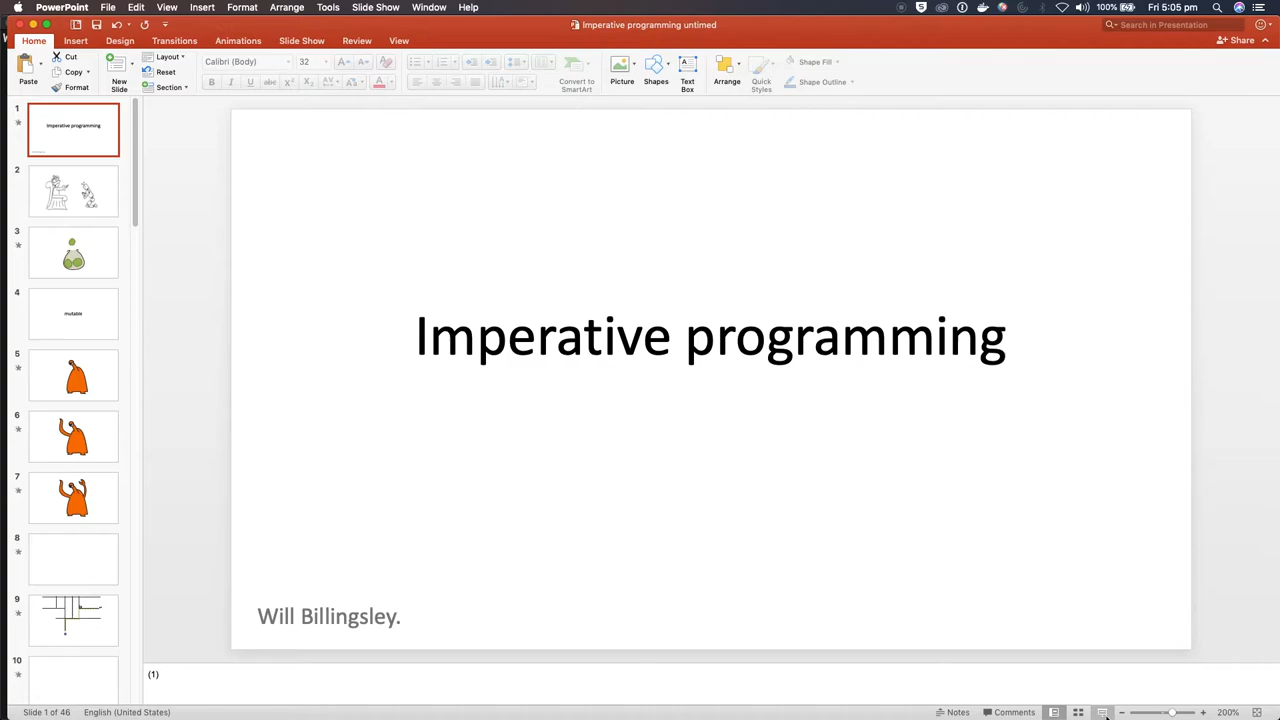 PowerPoint File Edit View Insert Format Arrange Tools Slide Show Window Help 100% Fri 5:05 pm
Imperative programming untimed
Search in Presentation
Home Insert Design Transitions Animations Slide Show Review View
Share
Paste
Cut
Copy
Format
New Slide
Layout
Reset
Section
Calibri (Body) 32
Convert to SmartArt
Picture
Shapes
Text Box
Arrange
Quick Styles
Shape Fill
Shape Outline
1
Imperative programming
2
3
4
mutable
5
6
7
8
9
10
Imperative programming
Will Billingsley.
(1)
Slide 1 of 46 English (United States) Notes Comments 200%